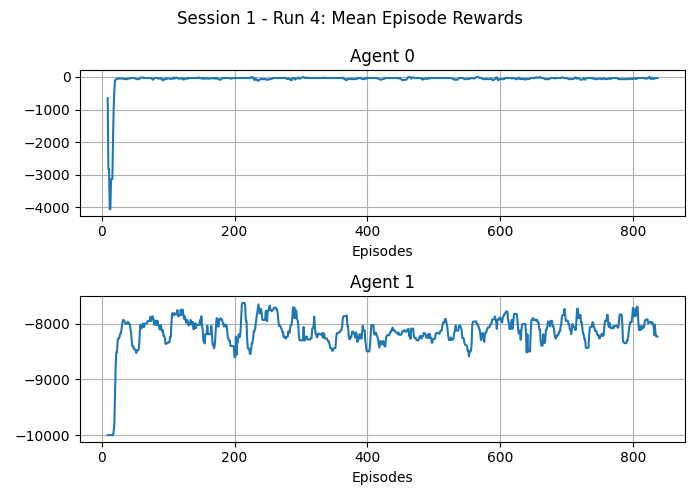 Session 1 - Run 4: Mean Episode Rewards
Agent 0
0
−1000
−2000
−3000
−4000
0 200 400 600 800
Episodes
Agent 1
−8000
−9000
−10000
0 200 400 600 800
Episodes